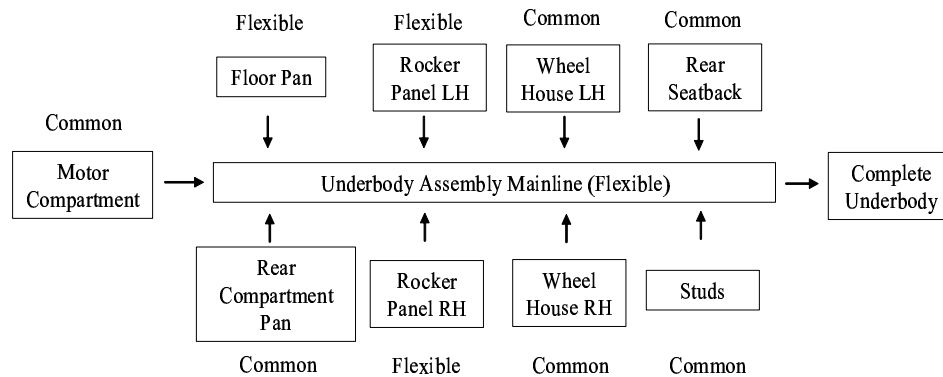 Flexible
Flexible
Common
Common
Floor Pan
Rocker
Panel LH
Wheel
House LH
Rear
Seatback
Common
Motor
Compartment
Underbody Assembly Mainline (Flexible)
Complete
Underbody
Rear
Compartment
Pan
Rocker
Panel RH
Wheel
House RH
Studs
Common
Flexible
Common
Common